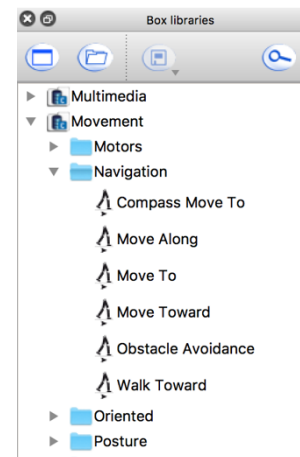 Box libraries
Multimedia
Movement
Motors
Navigation
Compass Move To
Move Along
Move To
Move Toward
Obstacle Avoidance
Walk Toward
Oriented
Posture